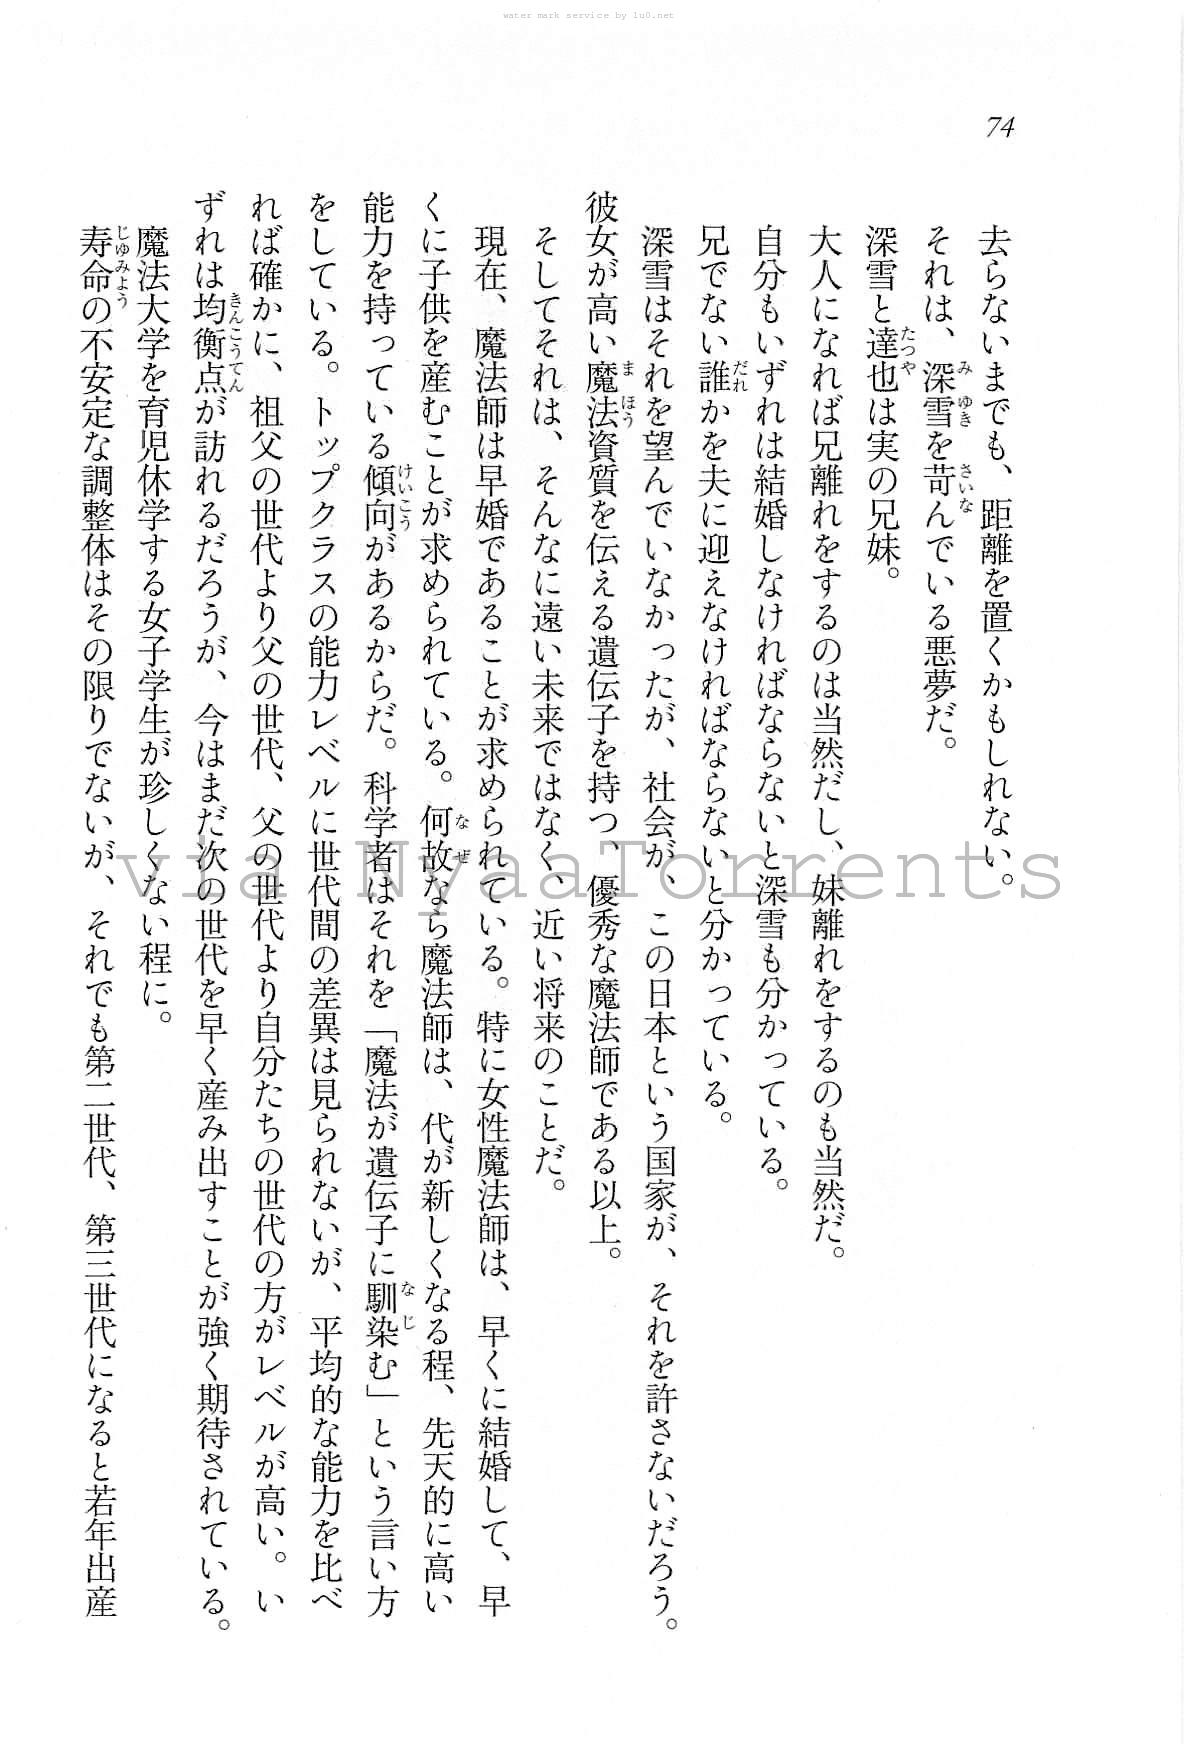 water mark service by lu0.net
74
去らないまでも、距離を置くかもしれない。
それは、深雪を苛んでいる悪夢だ。
深雪と達也は実の兄妹。
大人になれば兄離れをするのは当然だし、妹離れをするのも当然だ。
自分もいずれは結婚しなければならないと深雪も分かっている。
兄でない誰かを夫に迎えなければならないと分かっている。
深雪はそれを望んでいなかったが、社会が、この日本という国家が、それを許さないだろう。
彼女が高い魔法資質を伝える遺伝子を持つ、優秀な魔法師である以上。
そしてそれは、そんなに遠い未来ではなく、近い将来のことだ。
現在、魔法師は早婚であることが求められている。特に女性魔法師は、早くに結婚して、早
くに子供を産むことが求められている。何故なら魔法師は、代が新しくなる程、先天的に高い
能力を持っている傾向があるからだ。科学者はそれを「魔法が遺伝子に馴染む」という言い方
をしている。トップクラスの能力レベルに世代間の差異は見られないが、平均的な能力を比べ
れば確かに、祖父の世代より父の世代、父の世代より自分たちの世代の方がレベルが高い。い
ずれは均衡点が訪れるだろうが、今はまだ次の世代を早く産み出すことが強く期待されている。
魔法大学を育児休学する女子学生が珍しくない程に。
寿命の不安定な調整体はその限りでないが、それでも第二世代、第三世代になると若年出産
via NyaaTorrents